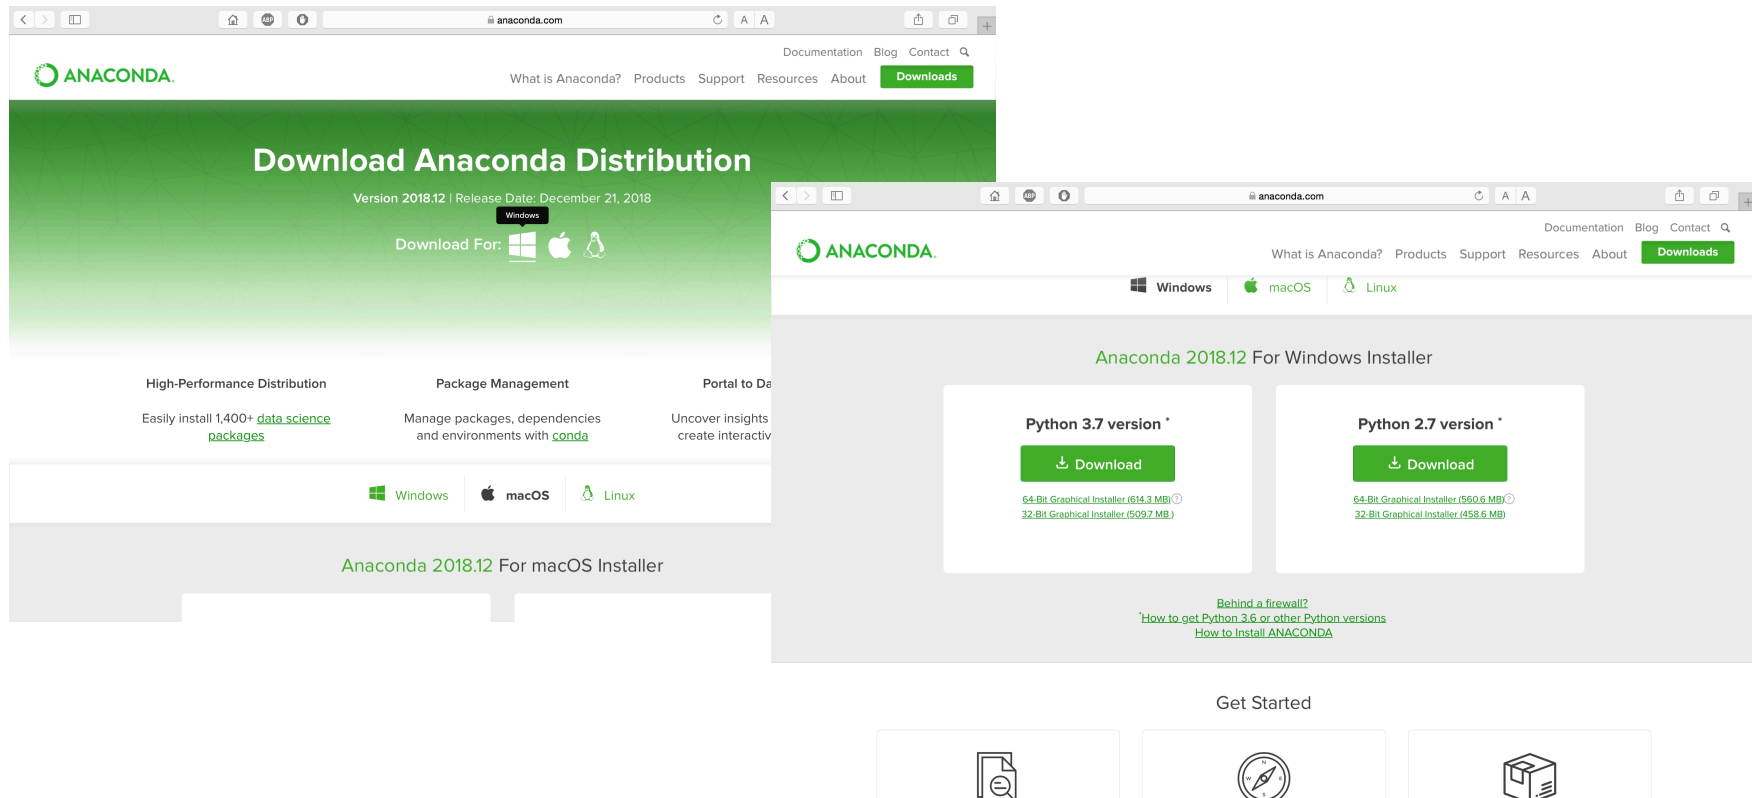 anaconda.com
A A
Documentation Blog Contact
ANACONDA.
What is Anaconda? Products Support Resources About Downloads
Download Anaconda Distribution
Version 2018.12 | Release Date: December 21, 2018
Windows
Download For:
High-Performance Distribution
Easily install 1,400+ data science
packages
Package Management
Manage packages, dependencies
and environments with conda
Portal to Da
Uncover insights
create interactiv
Windows macOS Linux
Anaconda 2018.12 For macOS Installer
ABP
anaconda.com
A A
Documentation Blog Contact
ANACONDA.
What is Anaconda? Products Support Resources About Downloads
Windows macOS Linux
Anaconda 2018.12 For Windows Installer
Python 3.7 version *
Download
64-Bit Graphical Installer (614.3 MB) ?
32-Bit Graphical Installer (509.7 MB )
Python 2.7 version *
Download
64-Bit Graphical Installer (560.6 MB) ?
32-Bit Graphical Installer (458.6 MB)
Behind a firewall?
*How to get Python 3.6 or other Python versions
How to Install ANACONDA
Get Started
N
W E
S